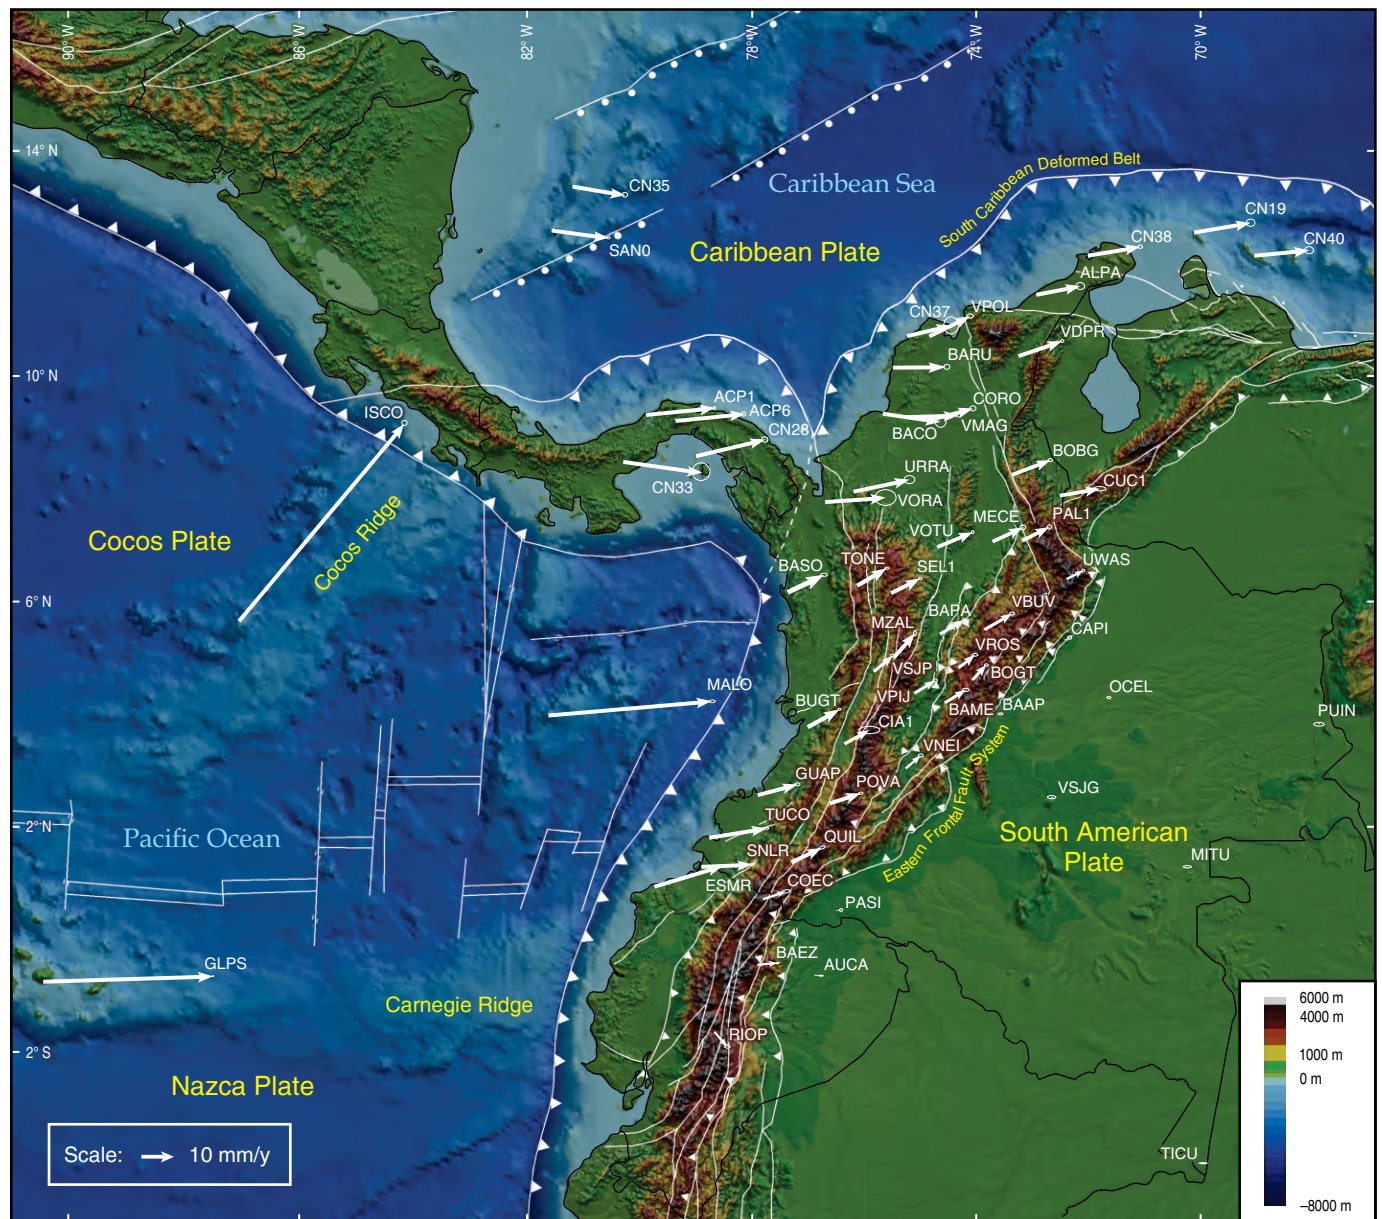 90° W
86° W
82° W
78° W
74° W
70° W
14° N
10° N
6° N
2° N
2° S
CN35
SAN0
Caribbean Sea
Caribbean Plate
South Caribbean Deformed Belt
CN19
CN38
CN40
ALPA
CN37
VPOL
VDPR
BARU
ISCO
ACP1
ACP6
CN28
CORO
VMAG
BACO
CN33
URRA
VORA
BOBG
CUC1
Cocos Plate
Cocos Ridge
VOTU
MECE
PAL1
BASO
TONE
SEL1
UWAS
BAPA
VBUV
MZAL
CAPI
VROS
VSJP
BOGT
VPIJ
MALO
BUGT
BAME
BAAP
OCEL
PUIN
CIA1
VNEI
Eastern Frontal Fault System
GUAP
POVA
VSJG
TUCO
Pacific Ocean
QUIL
South American
Plate
SNLR
MITU
ESMR
COEC
PASI
BAEZ
AUCA
GLPS
Carnegie Ridge
RIOP
Nazca Plate
Scale:
10 mm/y
TICU
6000 m
4000 m
1000 m
0 m
–8000 m